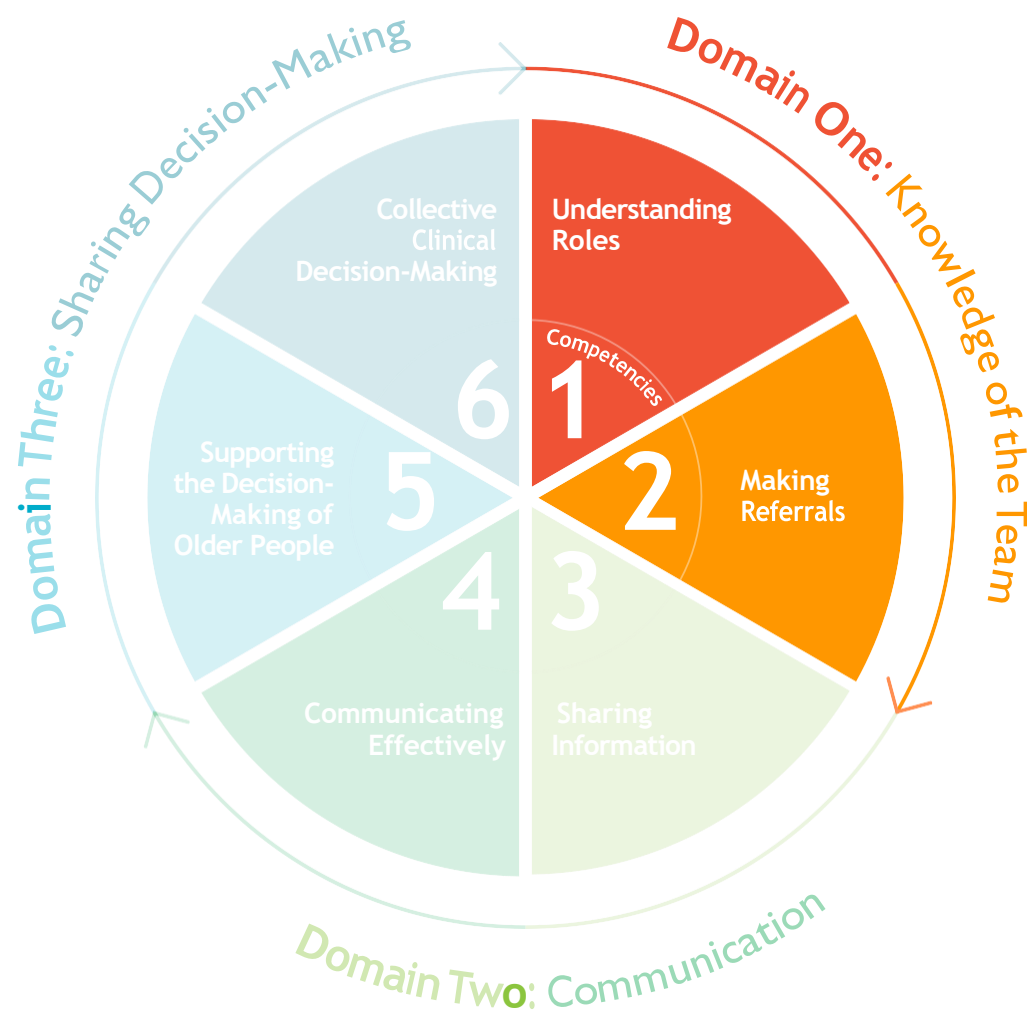 Domain One: Knowledge of the Team
Understanding
Roles
Competencies
1
2
Making
Referrals
3
Sharing
Information
Domain Two: Communication
4
Communicating
Effectively
Domain Three: Sharing Decision-Making
5
Supporting
the Decision-
Making of
Older People
6
Collective
Clinical
Decision-Making